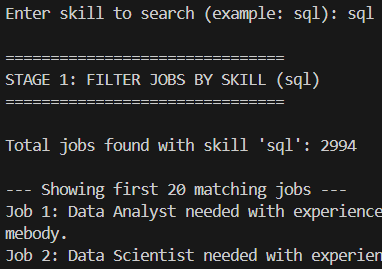 Enter skill to search (example: sql): sql
===============================
STAGE 1: FILTER JOBS BY SKILL (sql)
===============================
Total jobs found with skill 'sql': 2994
--- Showing first 20 matching jobs ---
Job 1: Data Analyst needed with experience
mebody.
Job 2: Data Scientist needed with experien